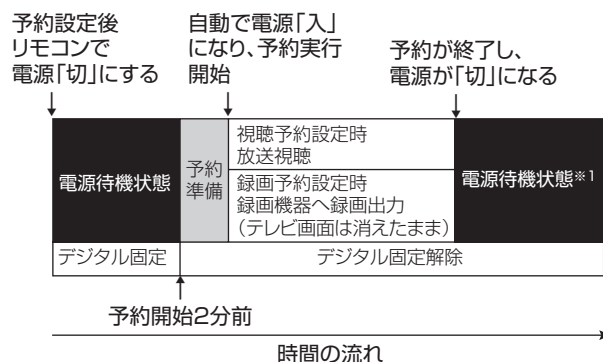 予約設定後
リモコンで
電源「切」にする
自動で電源「入」
になり、予約実行
開始
予約が終了し、
電源が「切」になる
電源待機状態
予約
準備
視聴予約設定時
放送視聴
録画予約設定時
録画機器へ録画出力
（テレビ画面は消えたまま）
電源待機状態※1
デジタル固定
デジタル固定解除
予約開始2分前
時間の流れ